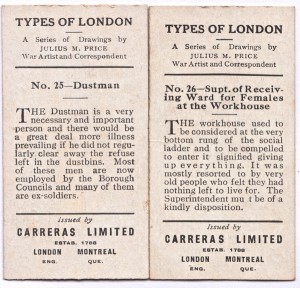 TYPES OF LONDON
A Series of Drawings by
JULIUS M. PRICE
War Artist and Correspondent
No. 25—Dustman
THE Dustman is a very
necessary and important
person and there would be
a great deal more illness
prevailing if he did not regu-
larly clear away the refuse
left in the dusbins. Most
of these men are now
employed by the Borough
Councils and many of them
are ex-soldiers.
Issued by
CARRERAS LIMITED
ESTAB. 1788
LONDON MONTREAL
ENG. QUE.
TYPES OF LONDON
A Series of Drawings by
JULIUS M. PRICE
War Artist and Correspondent
No. 26—Supt. of Receiv-
ing Ward for Females
at the Workhouse
THE workhouse used to
be considered at the very
bottom rung of the social
ladder and to be compelled
to enter it signified giving
up everything. It was
mostly resorted to by very
old people who felt they had
nothing left to live for. The
Superintendent mu t be of a
kindly disposition.
Issued by
CARRERAS LIMITED
ESTAB. 1788
LONDON MONTREAL
ENG. QUE.